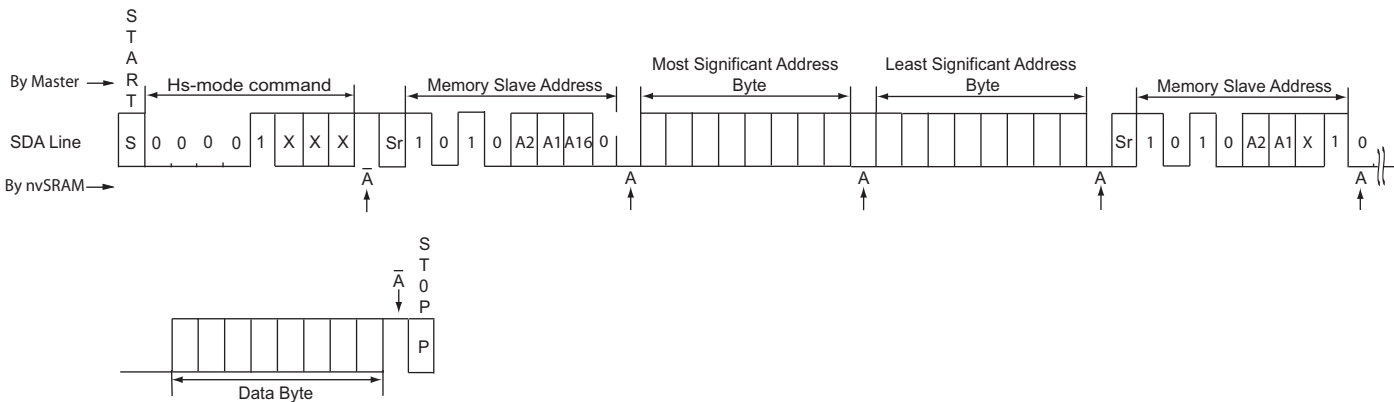 START
By Master
Hs-mode command
Memory Slave Address
Most Significant Address
Byte
Least Significant Address
Byte
Memory Slave Address
SDA Line
S 0 0 0 0 1 X X X Sr 1 0 1 0 A2 A1 A16 0 Sr 1 0 1 0 A2 A1 X 1 0
By nvSRAM
A̅ A A A A
A̅
ST0P
P
Data Byte